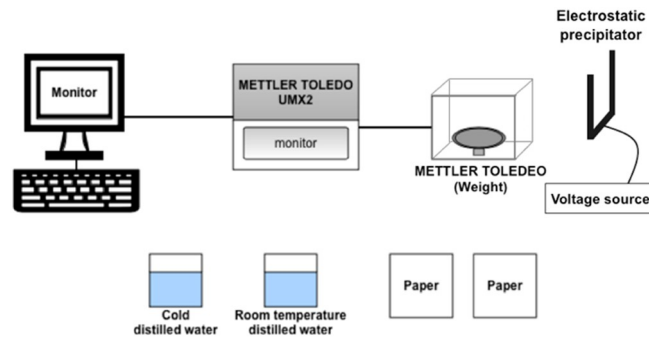 Electrostatic
precipitator
Monitor
METTLER TOLEDO
UMX2
monitor
METTLER TOLEDEO
(Weight)
Voltage source
Cold
distilled water
Room temperature
distilled water
Paper
Paper